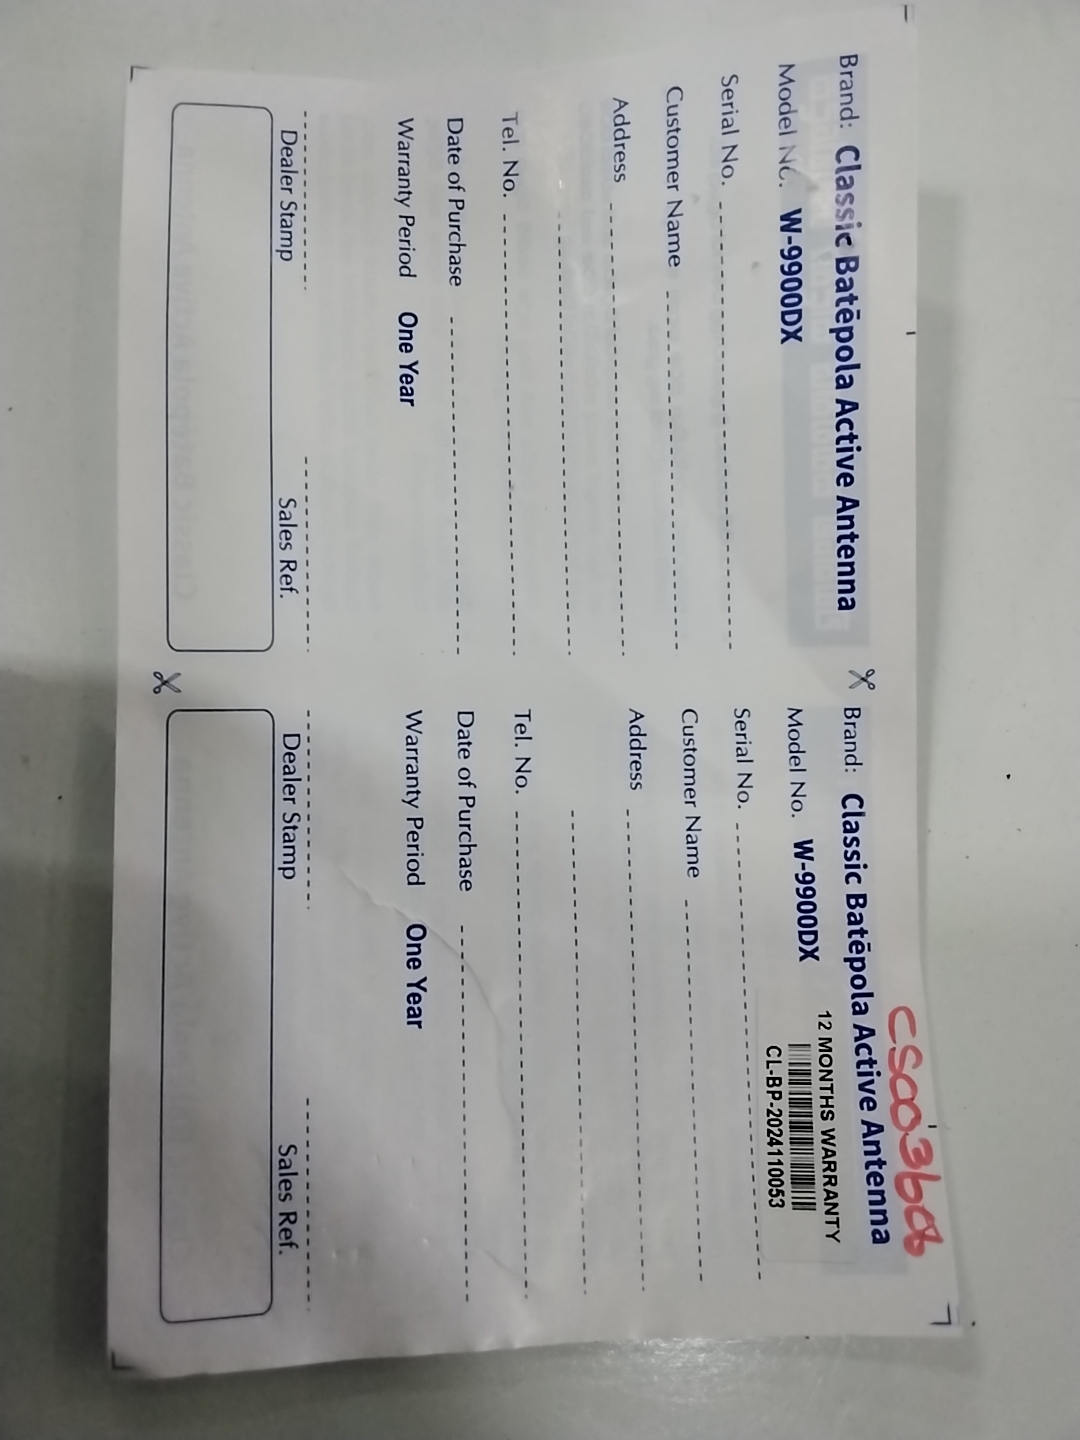 Brand: Classic Batēpola Active Antenna
Model No. W-9900DX
Serial No.
Customer Name
Address
Tel. No.
Date of Purchase
Warranty Period One Year
Dealer Stamp Sales Ref.
CS003608
Brand: Classic Batēpola Active Antenna
Model No. W-9900DX
12 MONTHS WARRANTY
CL-BP-2024110053
Serial No.
Customer Name
Address
Tel. No.
Date of Purchase
Warranty Period One Year
Dealer Stamp Sales Ref.